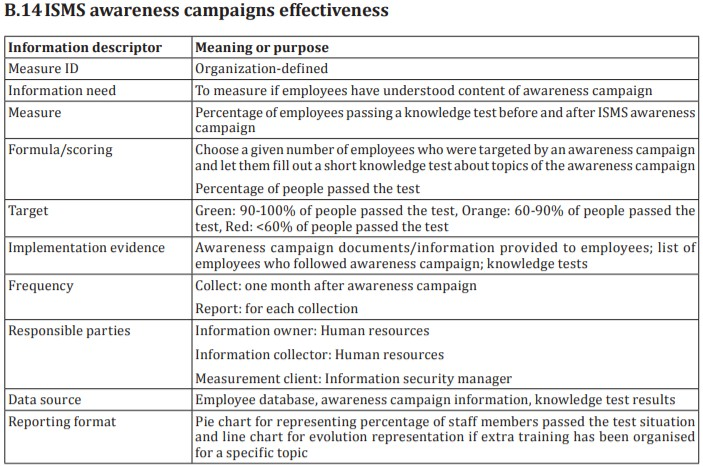 B.14 ISMS awareness campaigns effectiveness
Information descriptor Meaning or purpose
Measure ID Organization-defined
Information need To measure if employees have understood content of awareness campaign
Measure Percentage of employees passing a knowledge test before and after ISMS awareness
campaign
Formula/scoring Choose a given number of employees who were targeted by an awareness campaign
and let them fill out a short knowledge test about topics of the awareness campaign
Percentage of people passed the test
Target Green: 90-100% of people passed the test, Orange: 60-90% of people passed the
test, Red: <60% of people passed the test
Implementation evidence Awareness campaign documents/information provided to employees; list of
employees who followed awareness campaign; knowledge tests
Frequency Collect: one month after awareness campaign
Report: for each collection
Responsible parties Information owner: Human resources
Information collector: Human resources
Measurement client: Information security manager
Data source Employee database, awareness campaign information, knowledge test results
Reporting format Pie chart for representing percentage of staff members passed the test situation
and line chart for evolution representation if extra training has been organised
for a specific topic